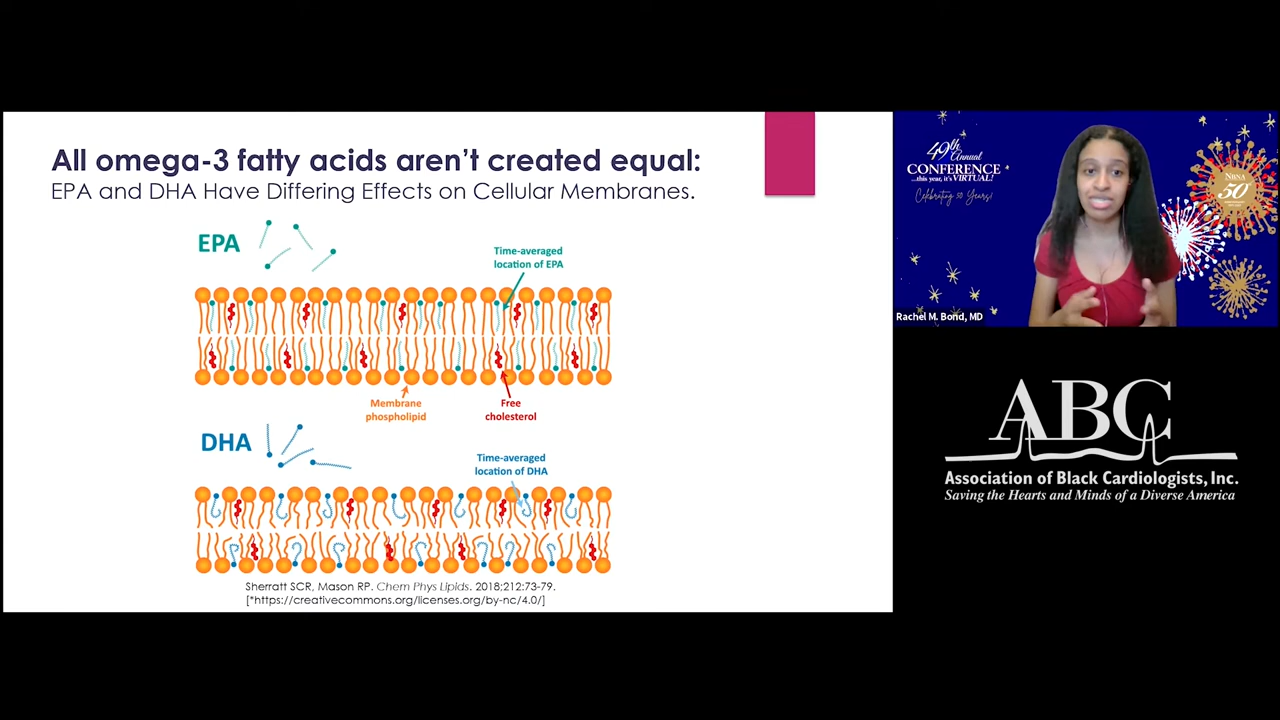 All omega-3 fatty acids aren't created equal:
EPA and DHA Have Differing Effects on Cellular Membranes.
EPA
Time-averaged
location of EPA
Membrane
phospholipid
Free
cholesterol
DHA
Time-averaged
location of DHA
Sherratt SCR, Mason RP. Chem Phys Lipids. 2018;212:73-79.
[*https://creativecommons.org/licenses.org/by-nc/4.0/]
49th Annual
CONFERENCE
...this year, it's VIRTUAL!
Celebrating 50 Years!
NBNA
50
Rachel M. Bond, MD
ABC
Association of Black Cardiologists, Inc.
Saving the Hearts and Minds of a Diverse America